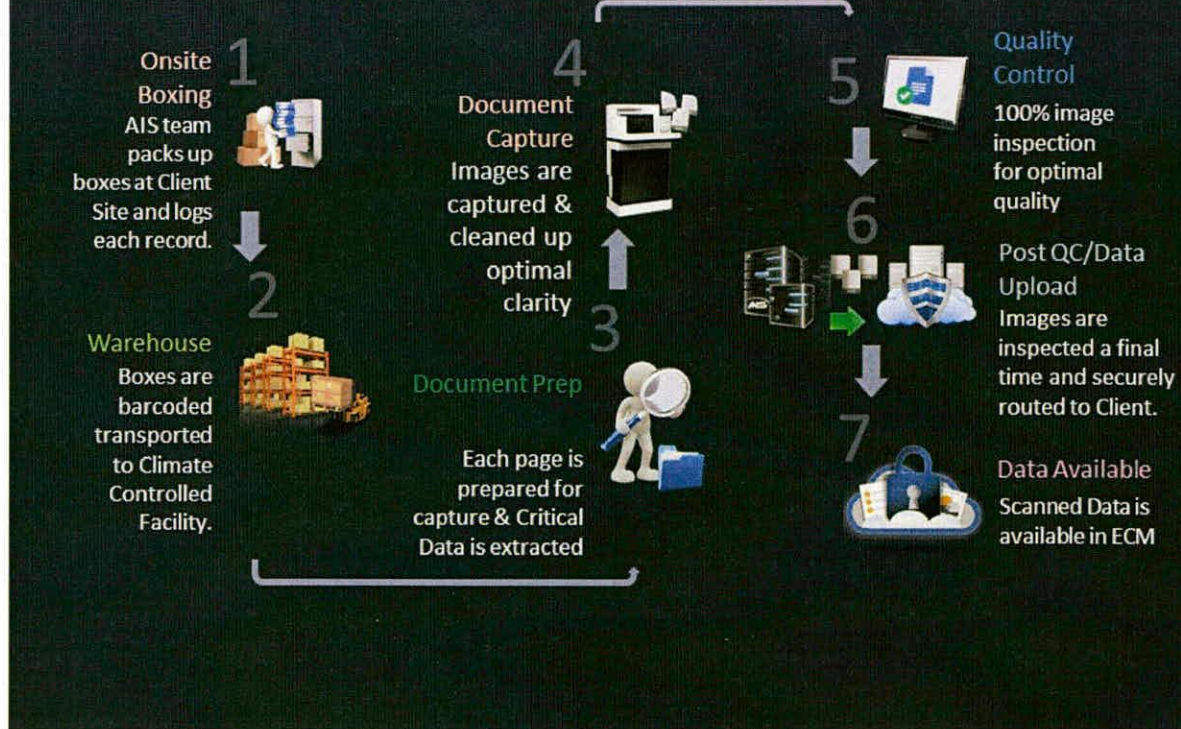 1
Onsite
Boxing
AIS team
packs up
boxes at Client
Site and logs
each record.
2
Warehouse
Boxes are
barcoded
transported
to Climate
Controlled
Facility.
3
Document Prep
Each page is
prepared for
capture & Critical
Data is extracted
4
Document
Capture
Images are
captured &
cleaned up
optimal
clarity
5
Quality
Control
100% image
inspection
for optimal
quality
6
AIS
Post QC/Data
Upload
Images are
inspected a final
time and securely
routed to Client.
7
Data Available
Scanned Data is
available in ECM